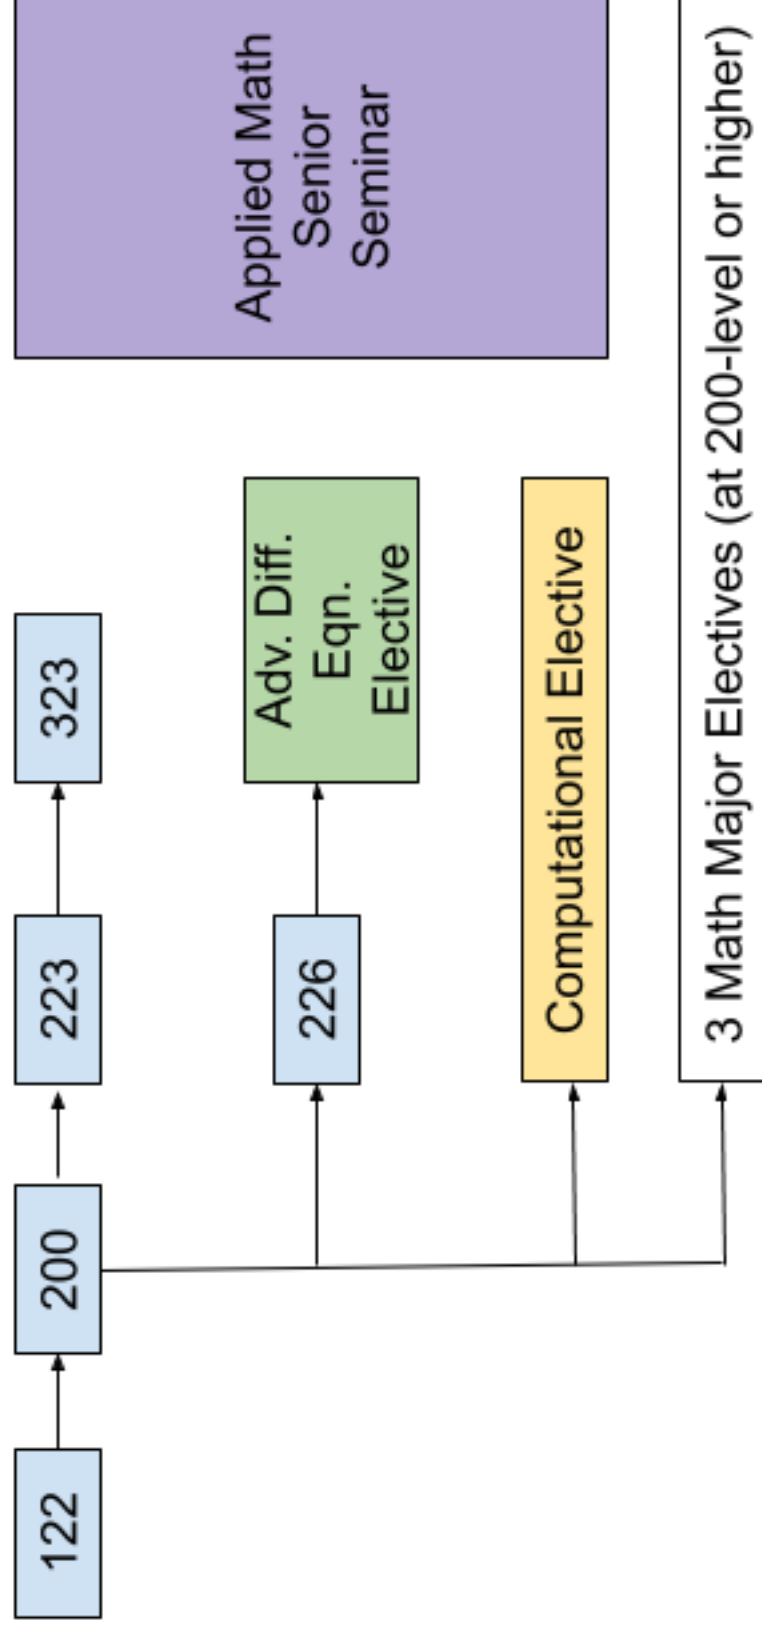 122
200
223
323
226
Adv. Diff.
Eqn.
Elective
Computational Elective
3 Math Major Electives (at 200-level or higher)
Applied Math
Senior
Seminar